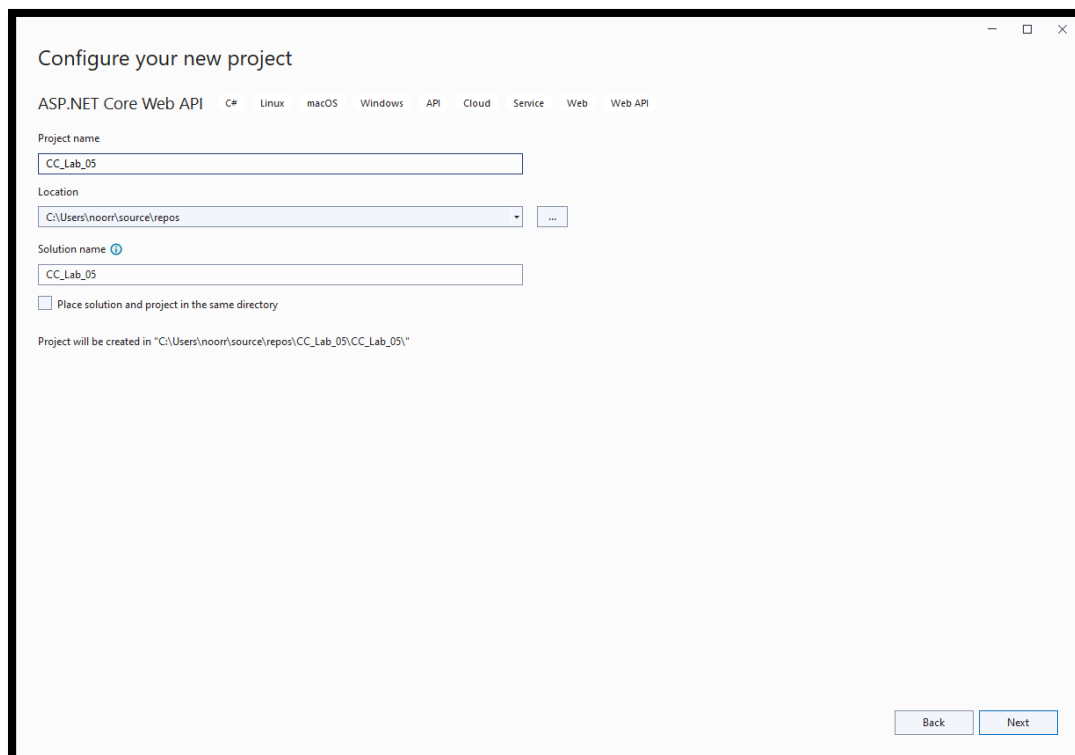 Configure your new project
ASP.NET Core Web API C# Linux macOS Windows API Cloud Service Web Web API
Project name
CC_Lab_05
Location
C:\Users\noorr\source\repos
...
Solution name
CC_Lab_05
Place solution and project in the same directory
Project will be created in "C:\Users\noorr\source\repos\CC_Lab_05\CC_Lab_05\"
Back Next